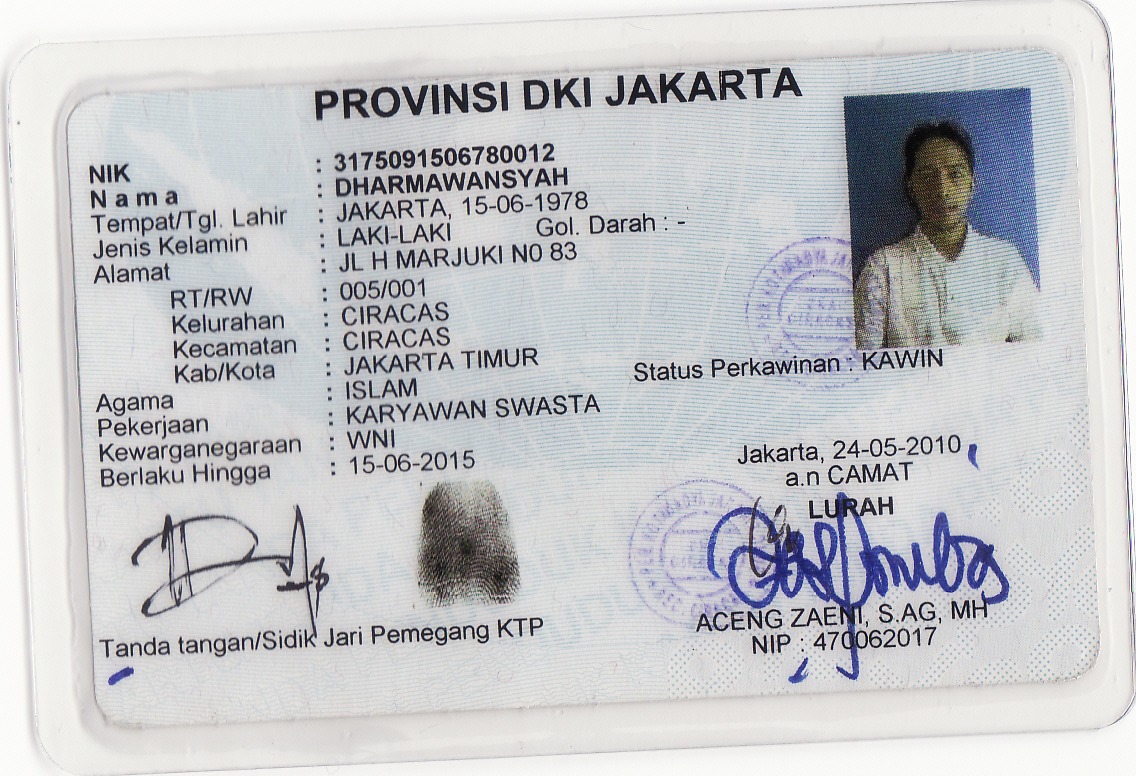 PROVINSI DKI JAKARTA
NIK : 3175091506780012
Nama : DHARMAWANSYAH
Tempat/Tgl. Lahir : JAKARTA, 15-06-1978
Jenis Kelamin : LAKI-LAKI Gol. Darah : -
Alamat : JL H MARJUKI N0 83
RT/RW : 005/001
Kelurahan : CIRACAS
Kecamatan : CIRACAS
Kab/Kota : JAKARTA TIMUR
Agama : ISLAM
Status Perkawinan : KAWIN
Pekerjaan : KARYAWAN SWASTA
Kewarganegaraan : WNI
Berlaku Hingga : 15-06-2015
Jakarta, 24-05-2010
a.n CAMAT
LURAH
ACENG ZAENI, S.AG, MH
NIP : 470062017
Tanda tangan/Sidik Jari Pemegang KTP